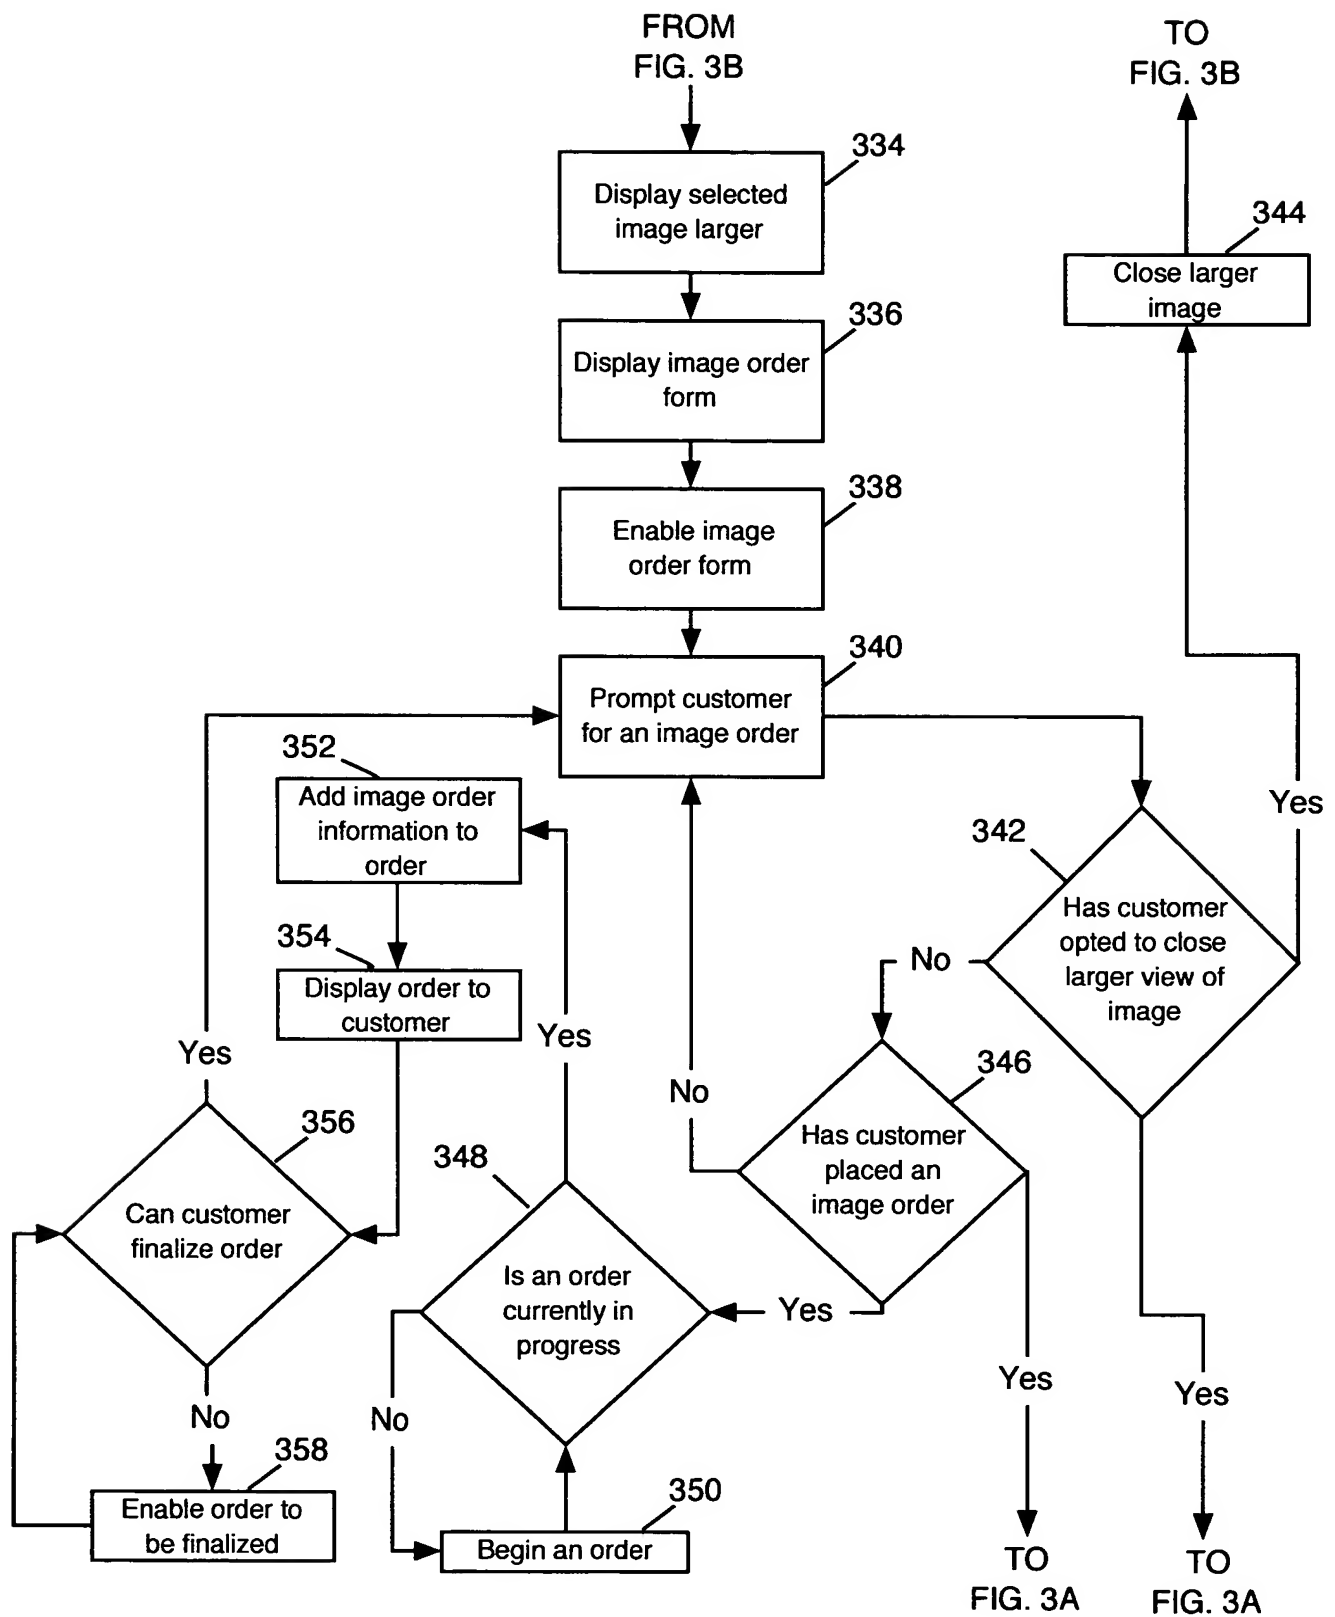 FROM
FIG. 3B
TO
FIG. 3B
334
Display selected
image larger
344
Close larger
image
336
Display image order
form
338
Enable image
order form
340
Prompt customer
for an image order
352
Add image order
information to
order
Yes
342
Has customer
opted to close
larger view of
image
354
Display order to
customer
No
Yes
Yes
346
Has customer
placed an
image order
No
356
Can customer
finalize order
348
Is an order
currently in
progress
Yes
Yes
Yes
No
No
358
Enable order to
be finalized
350
Begin an order
TO
FIG. 3A
TO
FIG. 3A